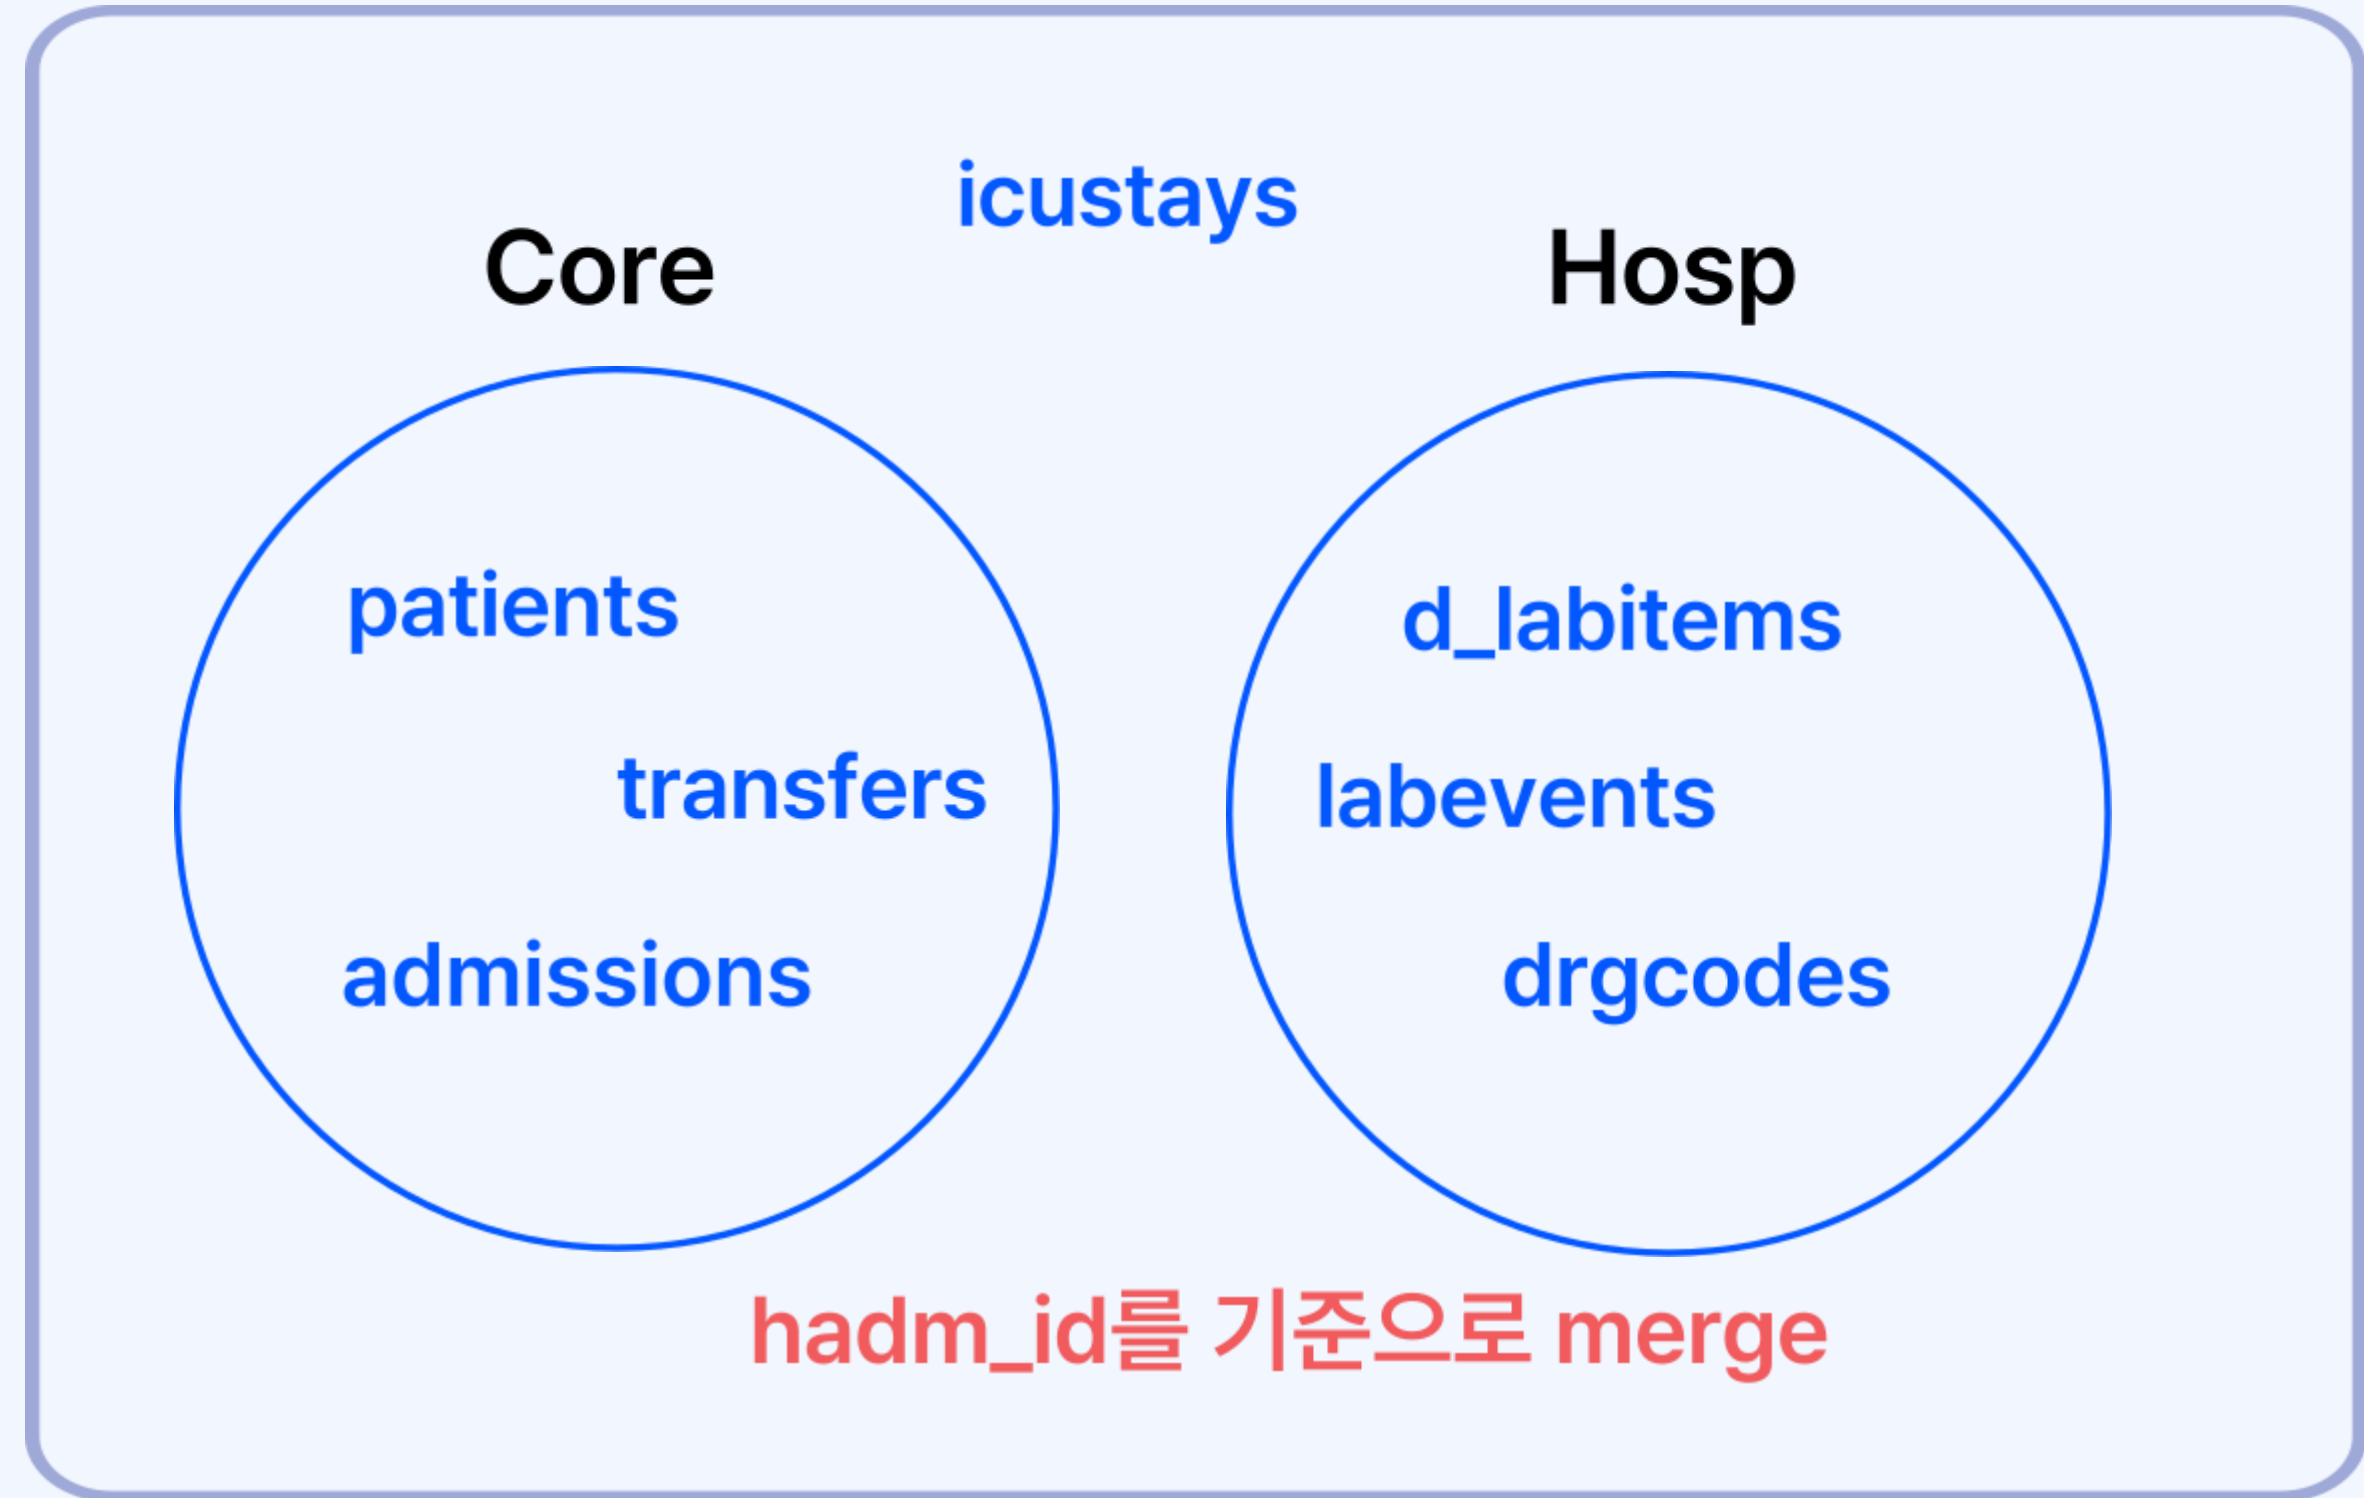 icustays
Core
Hosp
patients
transfers
admissions
d_labitems
labevents
drgcodes
hadm_id를 기준으로 merge